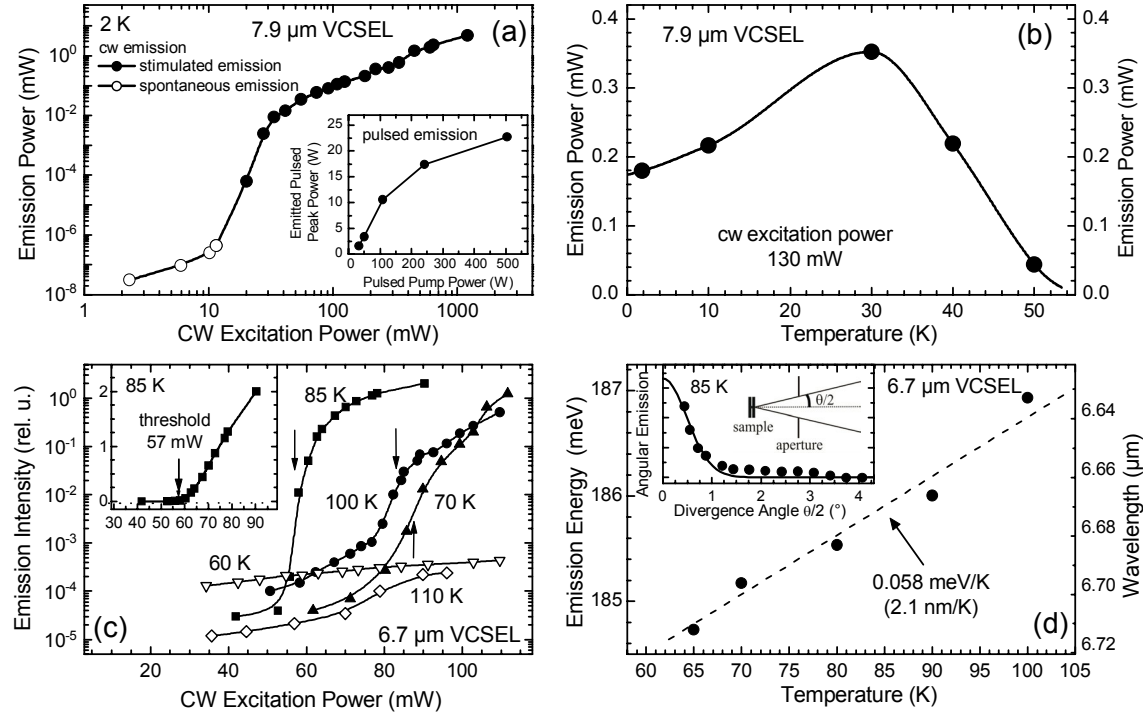 2 K
7.9 µm VCSEL
(a)
cw emission
stimulated emission
spontaneous emission
Emission Power (mW)
10^0
10^-2
10^-4
10^-6
10^-8
1 10 100 1000
CW Excitation Power (mW)
pulsed emission
Emitted Pulsed
Peak Power (W)
25
20
15
10
5
0
0 100 200 300 400 500
Pulsed Pump Power (W)
7.9 µm VCSEL
(b)
Emission Power (mW)
0.4
0.3
0.2
0.1
0.0
cw excitation power
130 mW
0 10 20 30 40 50
Temperature (K)
0.4
0.3
0.2
0.1
0.0
Emission Power (mW)
Emission Intensity (rel. u.)
10^0
10^-1
10^-2
10^-3
10^-4
10^-5
85 K
threshold
57 mW
2
1
0
30 40 50 60 70 80 90
85 K
100 K
70 K
60 K
110 K
(c)
6.7 µm VCSEL
20 40 60 80 100
CW Excitation Power (mW)
Emission Energy (meV)
187
186
185
Angular Emission
85 K
θ/2
sample
aperture
0 1 2 3 4
Divergence Angle θ/2 (°)
6.7 µm VCSEL
0.058 meV/K
(2.1 nm/K)
(d)
60 65 70 75 80 85 90 95 100 105
Temperature (K)
6.64
6.66
6.68
6.70
6.72
Wavelength (µm)